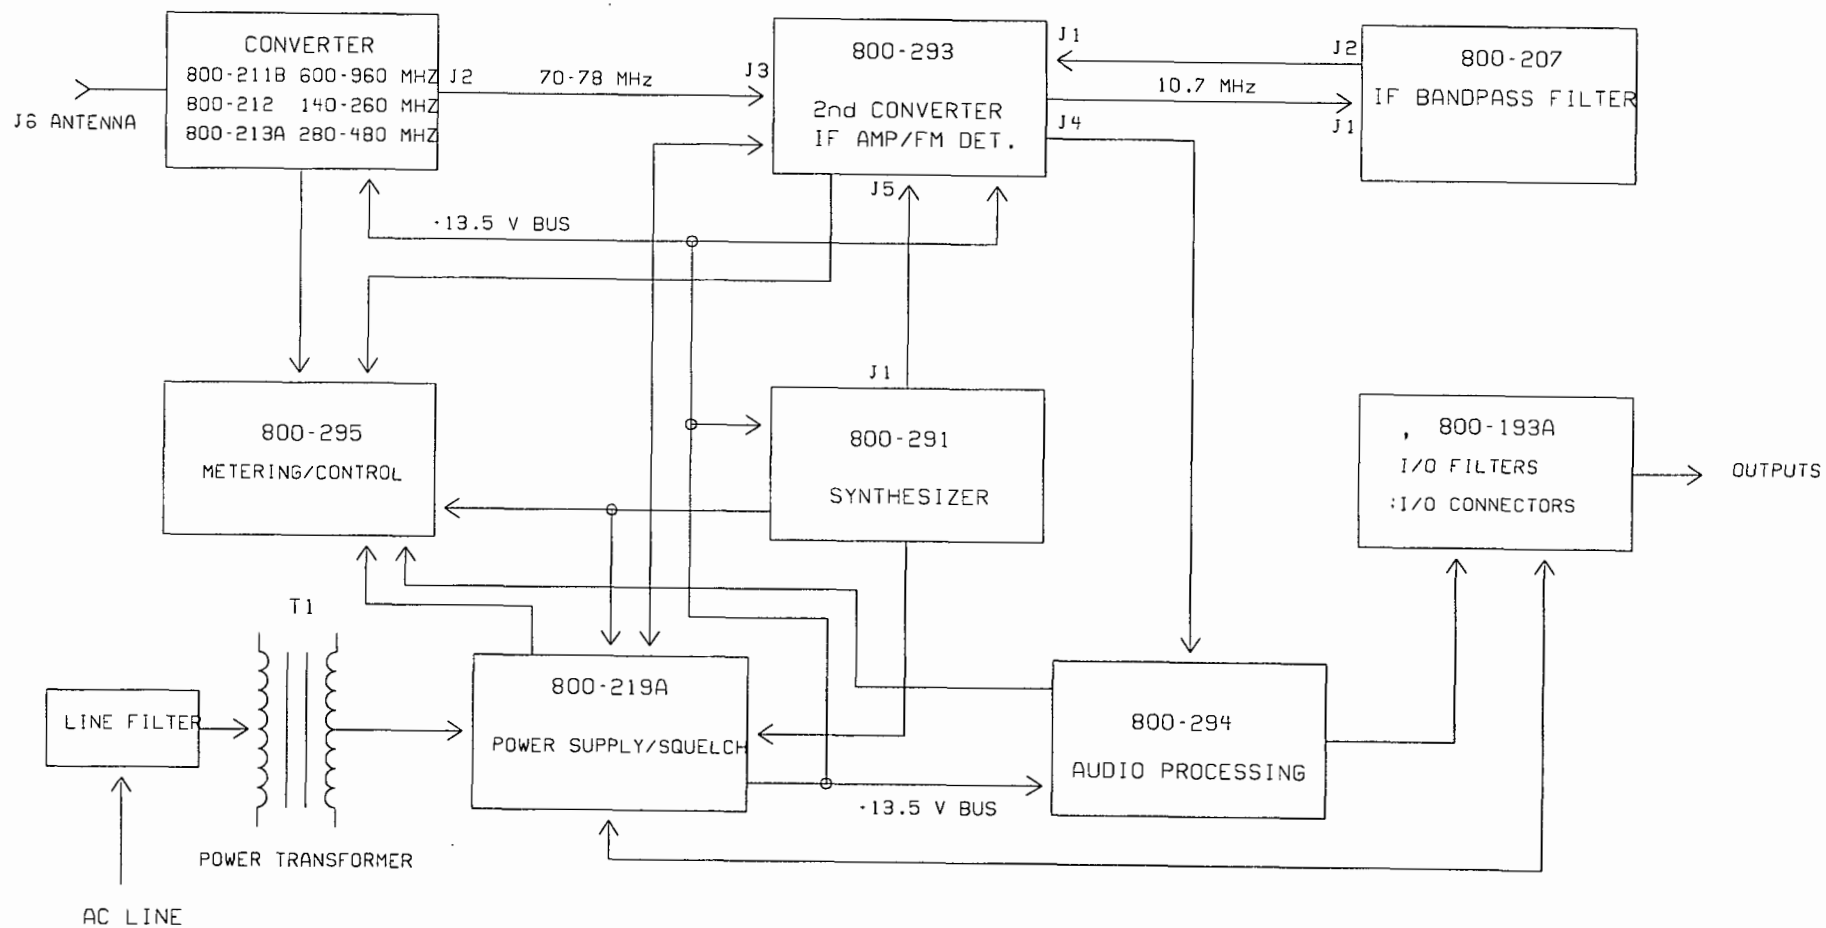 CONVERTER
800-211B 600-960 MHZ
800-212 140-260 MHZ
800-213A 280-480 MHZ
J6 ANTENNA
J2
70-78 MHz
J3
800-293
2nd CONVERTER
IF AMP/FM DET.
J1
J2
10.7 MHz
J4
J1
800-207
IF BANDPASS FILTER
J5
·13.5 V BUS
J1
800-295
METERING/CONTROL
800-291
SYNTHESIZER
, 800-193A
I/O FILTERS
:I/O CONNECTORS
OUTPUTS
T1
LINE FILTER
800-219A
POWER SUPPLY/SQUELCH
800-294
AUDIO PROCESSING
·13.5 V BUS
POWER TRANSFORMER
AC LINE